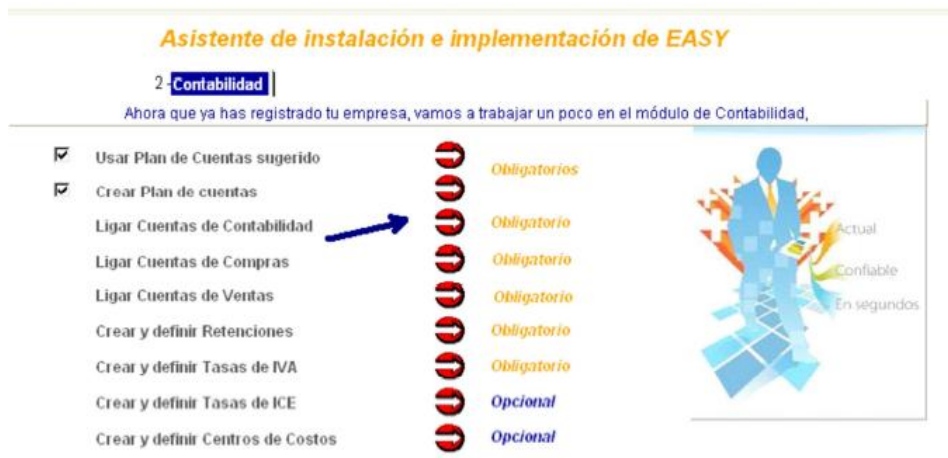 Asistente de instalación e implementación de EASY
2 - Contabilidad
Ahora que ya has registrado tu empresa, vamos a trabajar un poco en el módulo de Contabilidad,
Usar Plan de Cuentas sugerido
Obligatorios
Crear Plan de cuentas
Ligar Cuentas de Contabilidad Obligatorio
Ligar Cuentas de Compras Obligatorio
Ligar Cuentas de Ventas Obligatorio
Crear y definir Retenciones Obligatorio
Crear y definir Tasas de IVA Obligatorio
Crear y definir Tasas de ICE Opcional
Crear y definir Centros de Costos Opcional
Actual
Confiable
En segundos